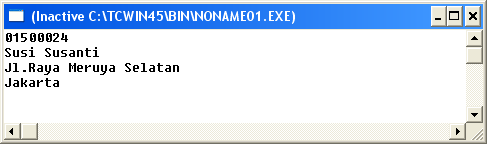 (Inactive C:\TCWIN45\BIN\NONAME01.EXE)
01500024
Susi Susanti
Jl.Raya Meruya Selatan
Jakarta